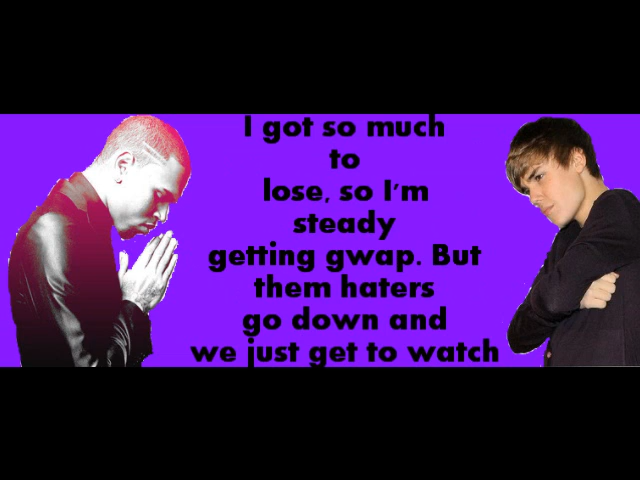 I got so much
to
lose, so I'm
steady
getting gwap. But
them haters
go down and
we just get to watch